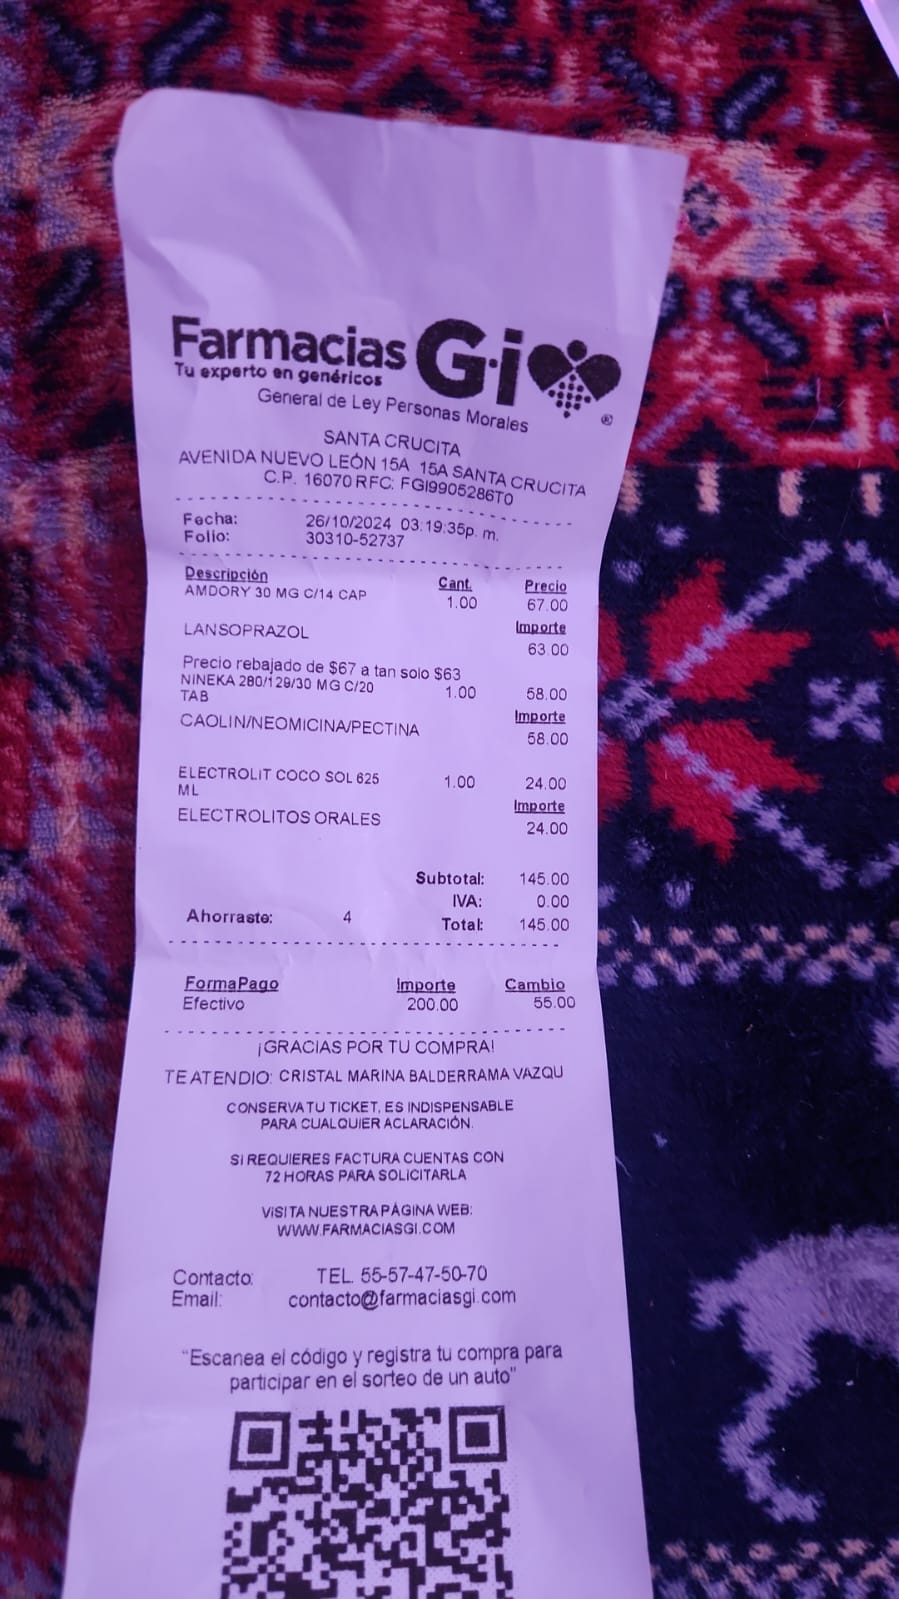 Farmacias G·i
Tu experto en genéricos
®
General de Ley Personas Morales
SANTA CRUCITA
AVENIDA NUEVO LEÓN 15A 15A SANTA CRUCITA
C.P. 16070 RFC: FGI9905286T0
Fecha: 26/10/2024 03:19:35p. m.
Folio: 30310-52737
Descripción Cant. Precio
AMDORY 30 MG C/14 CAP 1.00 67.00
Importe
LANSOPRAZOL 63.00
Precio rebajado de $67 a tan solo $63
NINEKA 280/129/30 MG C/20 1.00 58.00
TAB
Importe
CAOLIN/NEOMICINA/PECTINA 58.00
ELECTROLIT COCO SOL 625 1.00 24.00
ML
Importe
ELECTROLITOS ORALES 24.00
Subtotal: 145.00
IVA: 0.00
Ahorraste: 4 Total: 145.00
FormaPago Importe Cambio
Efectivo 200.00 55.00
¡GRACIAS POR TU COMPRA!
TE ATENDIO: CRISTAL MARINA BALDERRAMA VAZQU
CONSERVA TU TICKET, ES INDISPENSABLE
PARA CUALQUIER ACLARACIÓN.
SI REQUIERES FACTURA CUENTAS CON
72 HORAS PARA SOLICITARLA
VISITA NUESTRA PÁGINA WEB:
WWW.FARMACIASGI.COM
Contacto: TEL. 55-57-47-50-70
Email: contacto@farmaciasgi.com
"Escanea el código y registra tu compra para
participar en el sorteo de un auto"